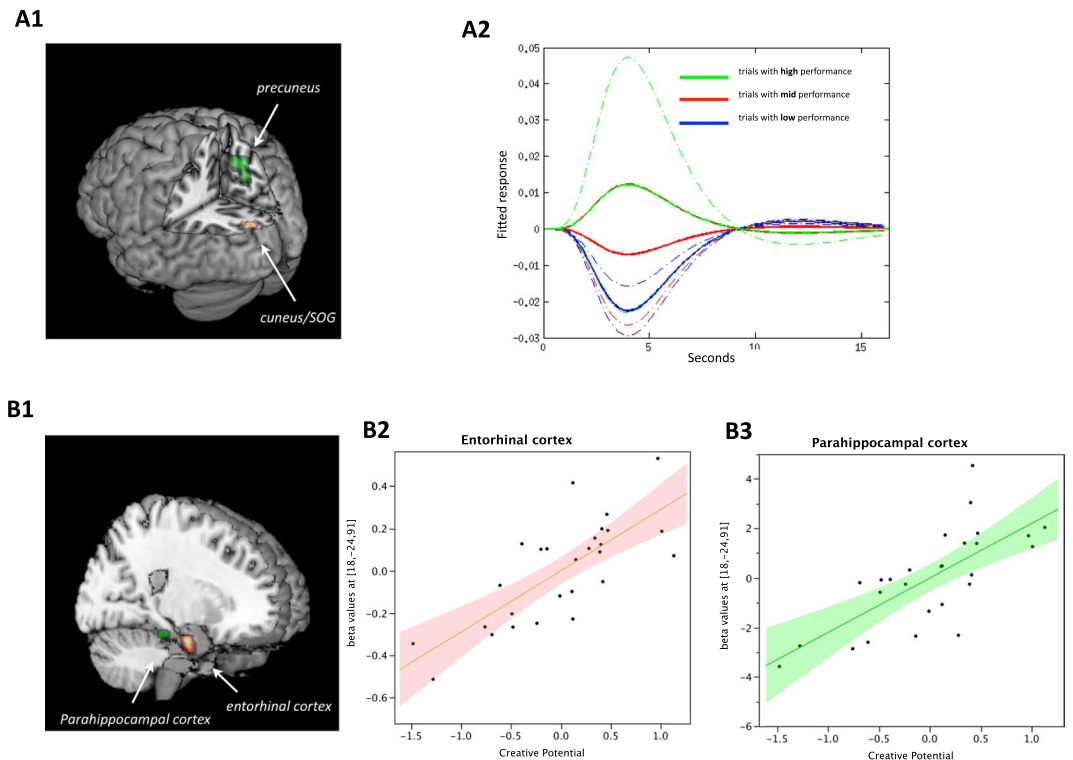 A1
precuneus
cuneus/SOG
A2
0.05
0.04
0.03
0.02
0.01
0
−0.01
−0.02
−0.03
Fitted response
trials with high performance
trials with mid performance
trials with low performance
0
5
10
15
Seconds
B1
Parahippocampal cortex
entorhinal cortex
B2
Entorhinal cortex
0.4
0.2
0.0
−0.2
−0.4
−0.6
beta values at [18,-24,91]
−1.5
−1.0
−0.5
0.0
0.5
1.0
Creative Potential
B3
Parahippocampal cortex
4
2
0
−2
−4
−6
beta values at [18,-24,91]
−1.5
−1.0
−0.5
0.0
0.5
1.0
Creative Potential